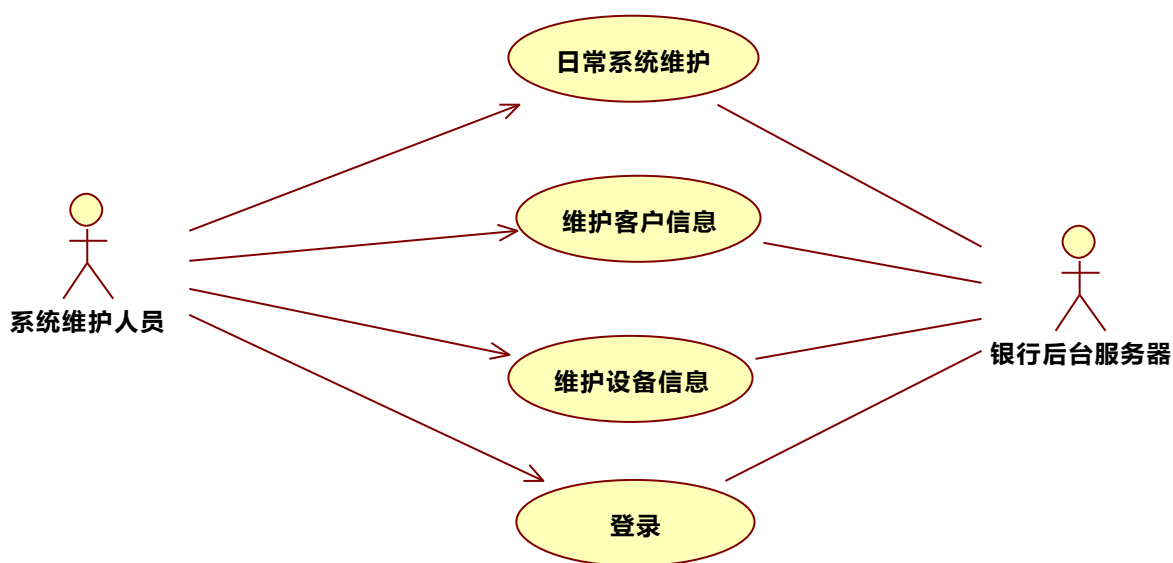 日常系统维护
维护客户信息
系统维护人员
银行后台服务器
维护设备信息
登录